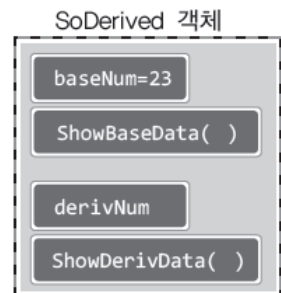 SoDerived 객체
baseNum=23
ShowBaseData( )
derivNum
ShowDerivData( )